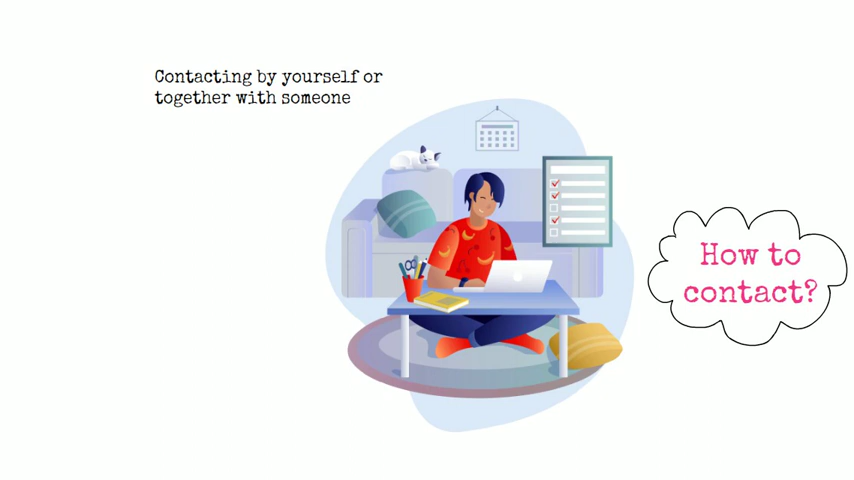 Contacting by yourself or
together with someone
How to
contact?